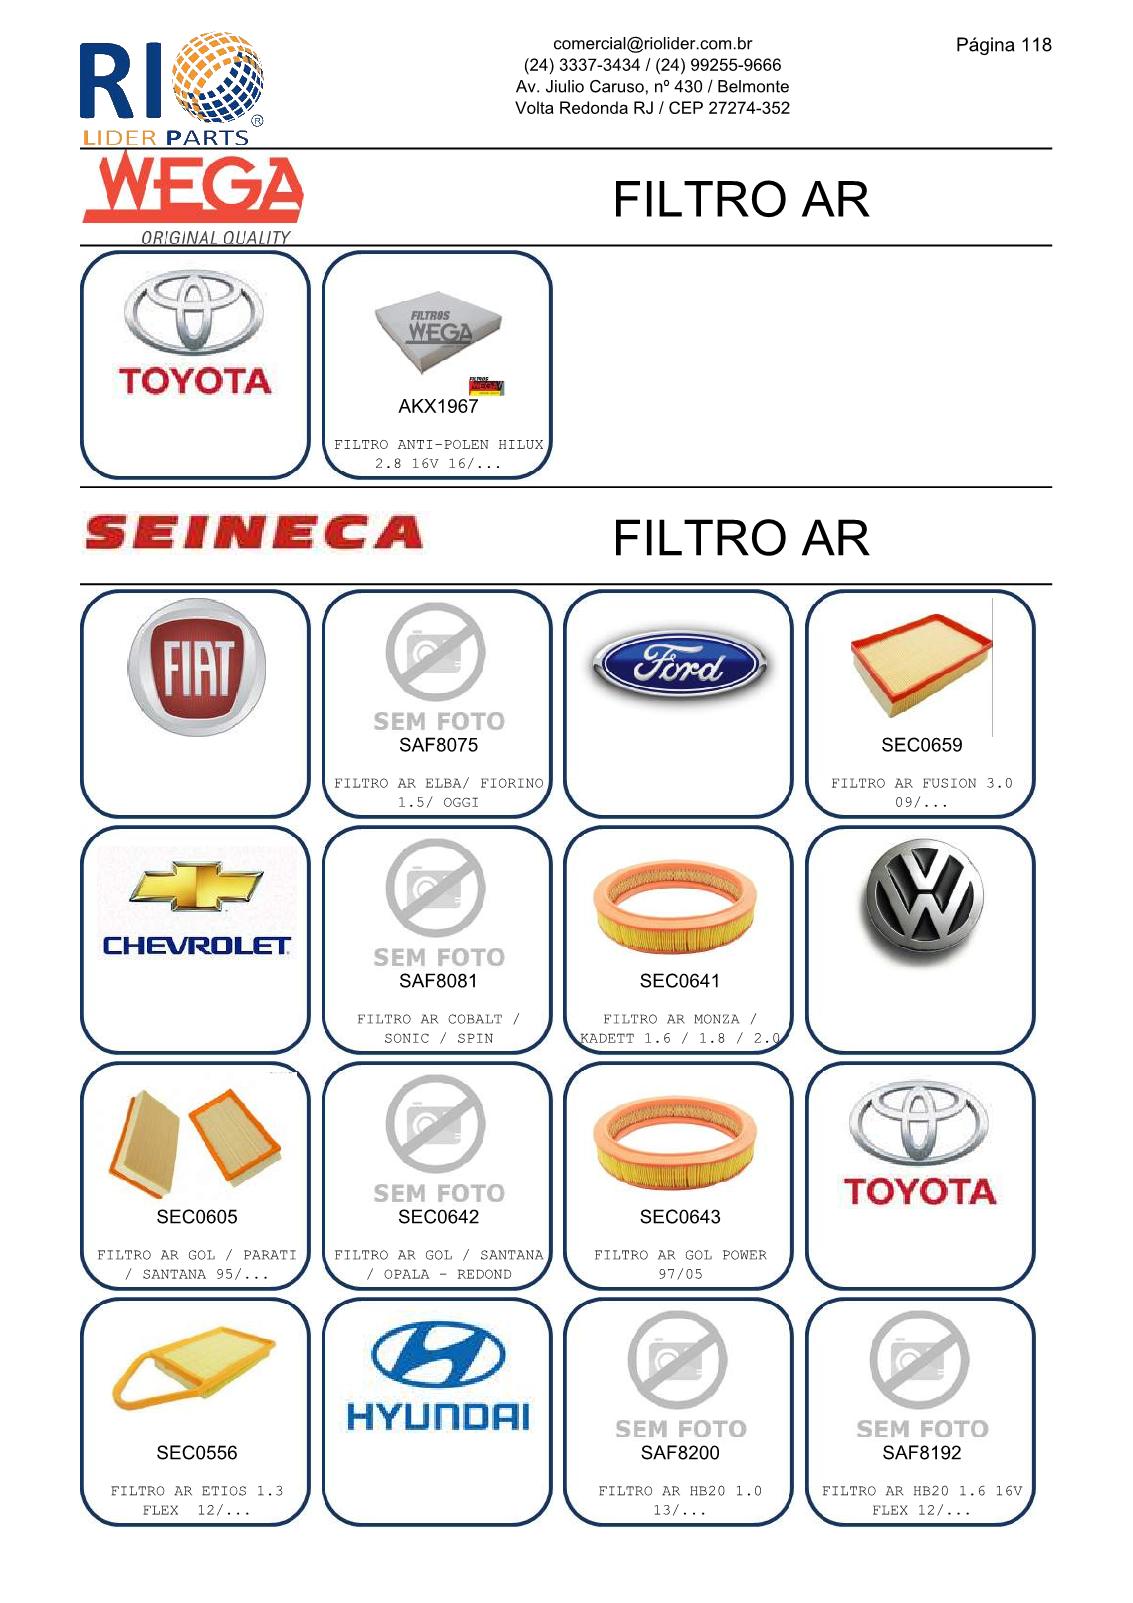 RIO
LIDER PARTS
®
comercial@riolider.com.br
(24) 3337-3434 / (24) 99255-9666
Av. Jiulio Caruso, nº 430 / Belmonte
Volta Redonda RJ / CEP 27274-352
Página 118
WEGA
ORIGINAL QUALITY
FILTRO AR
TOYOTA
FILTROS
WEGA
FILTROS
WEGA
AKX1967
FILTRO ANTI-POLEN HILUX
2.8 16V 16/...
SEINECA
FILTRO AR
FIAT
SEM FOTO
SAF8075
FILTRO AR ELBA/ FIORINO
1.5/ OGGI
Ford
SEC0659
FILTRO AR FUSION 3.0
09/...
CHEVROLET
SEM FOTO
SAF8081
FILTRO AR COBALT /
SONIC / SPIN
SEC0641
FILTRO AR MONZA /
KADETT 1.6 / 1.8 / 2.0
VW
SEC0605
FILTRO AR GOL / PARATI
/ SANTANA 95/...
SEM FOTO
SEC0642
FILTRO AR GOL / SANTANA
/ OPALA - REDOND
SEC0643
FILTRO AR GOL POWER
97/05
TOYOTA
SEC0556
FILTRO AR ETIOS 1.3
FLEX  12/...
HYUNDAI
SEM FOTO
SAF8200
FILTRO AR HB20 1.0
13/...
SEM FOTO
SAF8192
FILTRO AR HB20 1.6 16V
FLEX 12/...